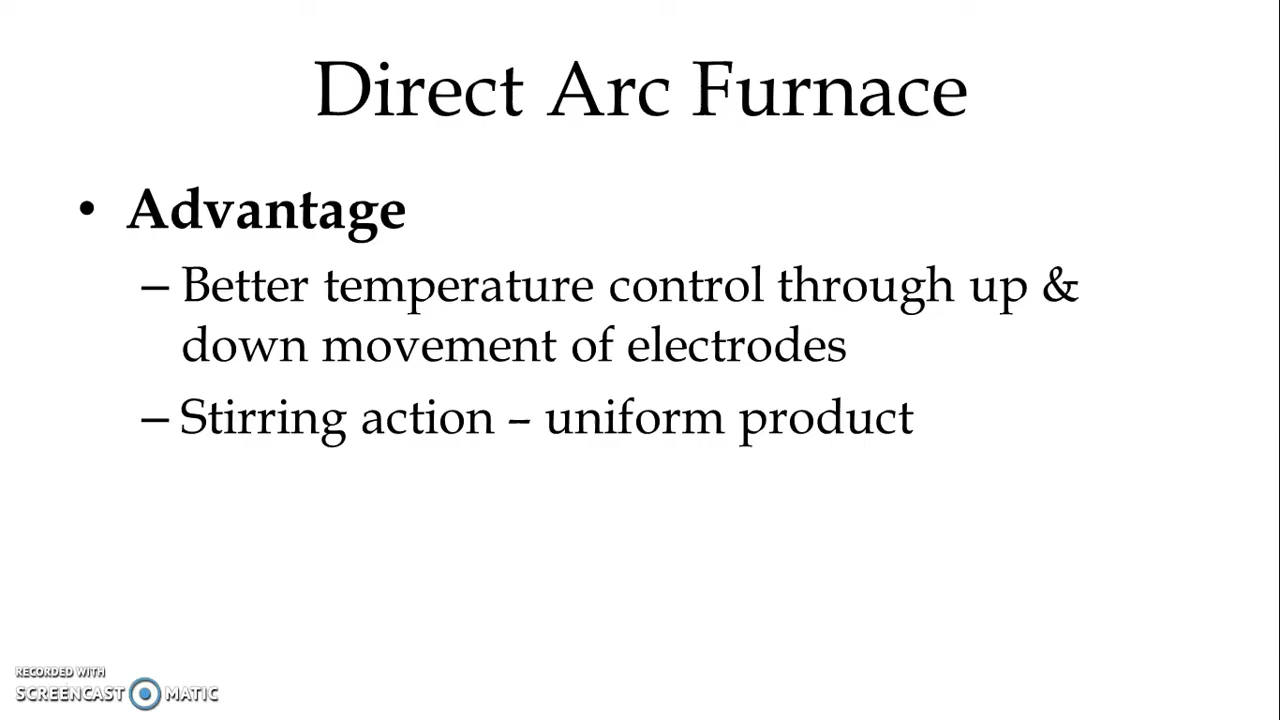 Direct Arc Furnace
• Advantage
– Better temperature control through up &
down movement of electrodes
– Stirring action – uniform product
RECORDED WITH
SCREENCAST MATIC